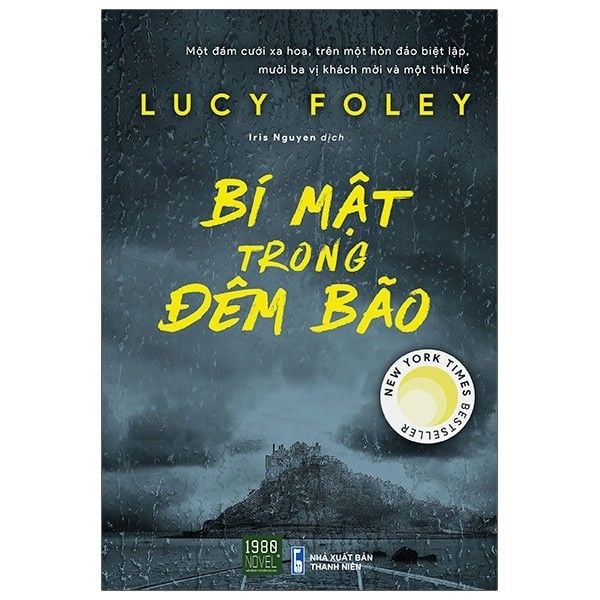 Một đám cưới xa hoa, trên một hòn đảo biệt lập,
mười ba vị khách mời và một thi thể
LUCY FOLEY
Iris Nguyen dịch
BÍ MẬT
TRONG
ĐÊM BÃO
NEW YORK TIMES
BESTSELLER
1980
NOVEL
NHÀ XUẤT BẢN
THANH NIÊN